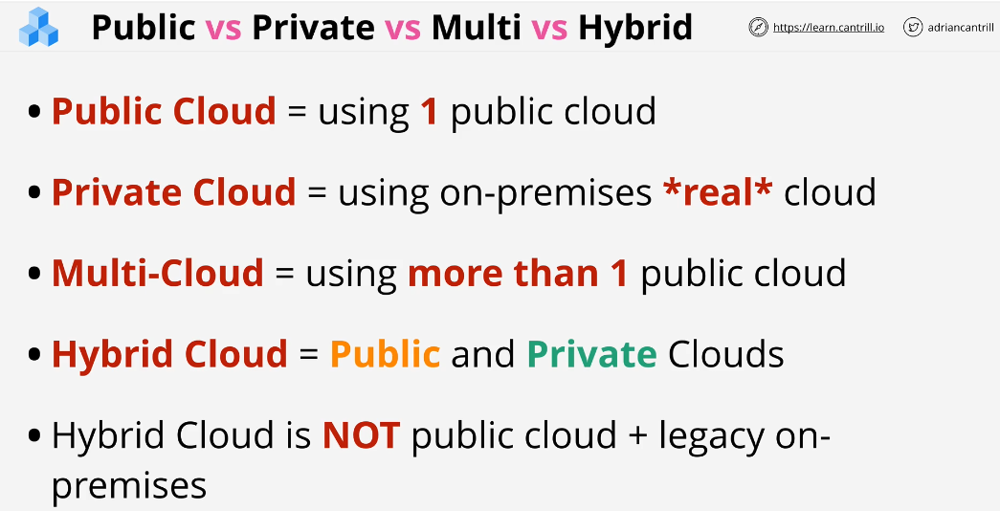 Public vs Private vs Multi vs Hybrid
https://learn.cantrill.io
adriancantrill
• Public Cloud = using 1 public cloud
• Private Cloud = using on-premises *real* cloud
• Multi-Cloud = using more than 1 public cloud
• Hybrid Cloud = Public and Private Clouds
• Hybrid Cloud is NOT public cloud + legacy on-
premises